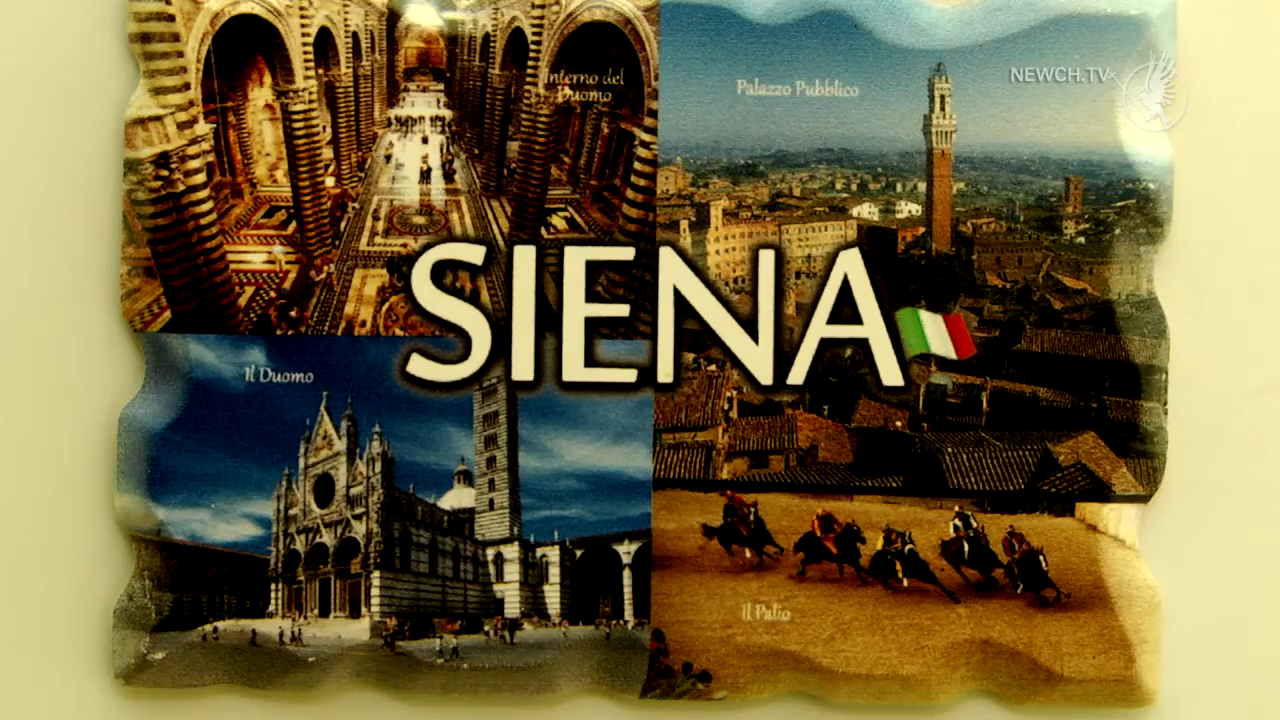 Interno del
Duomo
Palazzo Pubblico
NEWCH.TV
SIENA
Il Duomo
Il Palio